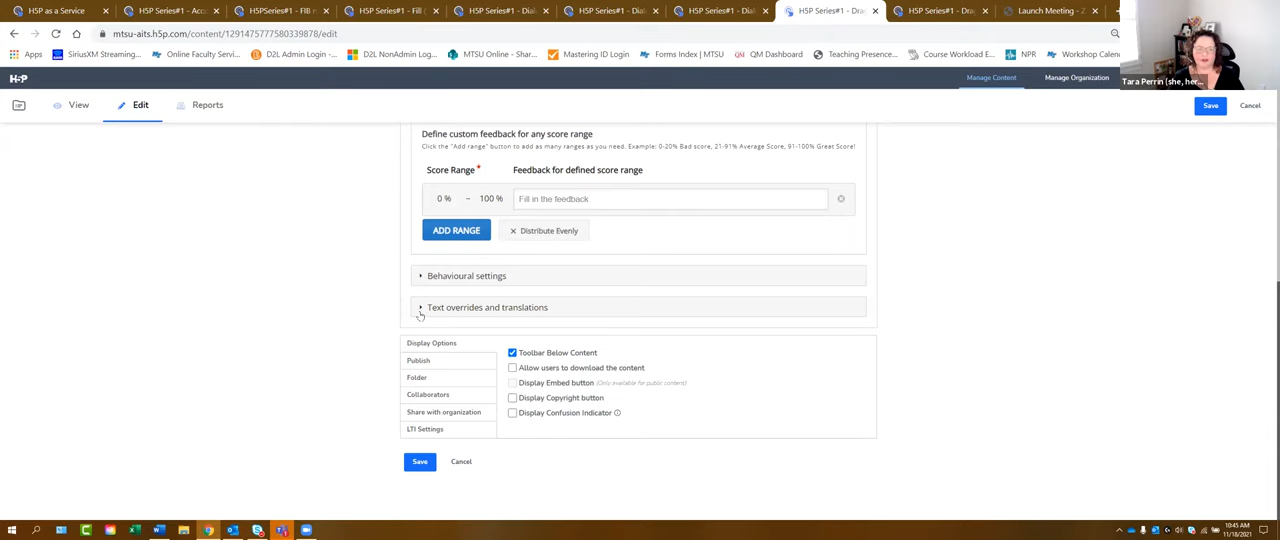 H5P as a Service
H5P Series#1 - Acco
H5PSeries#1 - FIB n
H5P Series#1 - Fill (
H5P Series#1 - Dial
H5P Series#1 - Dial
H5P Series#1 - Dial
H5P Series#1 - Drag
H5P Series#1 - Drag
Launch Meeting - Z
mtsu-aits.h5p.com/content/1291475777580339878/edit
Apps
SiriusXM Streaming...
Online Faculty Servi...
D2L Admin Login -...
D2L NonAdmin Log...
MTSU Online - Shar...
Mastering ID Login
Forms Index | MTSU
QM Dashboard
Teaching Presence...
Course Workload E...
NPR
Workshop Calen
Tara Perrin (she, her...
H5P
Manage Content
Manage Organization
View
Edit
Reports
Save
Cancel
Define custom feedback for any score range
Click the "Add range" button to add as many ranges as you need. Example: 0-20% Bad score, 21-91% Average Score, 91-100% Great Score!
Score Range *
Feedback for defined score range
0 % – 100 %
Fill in the feedback
ADD RANGE
Distribute Evenly
Behavioural settings
Text overrides and translations
Display Options
Publish
Folder
Collaborators
Share with organization
LTI Settings
Toolbar Below Content
Allow users to download the content
Display Embed button (Only available for public content)
Display Copyright button
Display Confusion Indicator
Save
Cancel
10:45 AM
11/18/2021